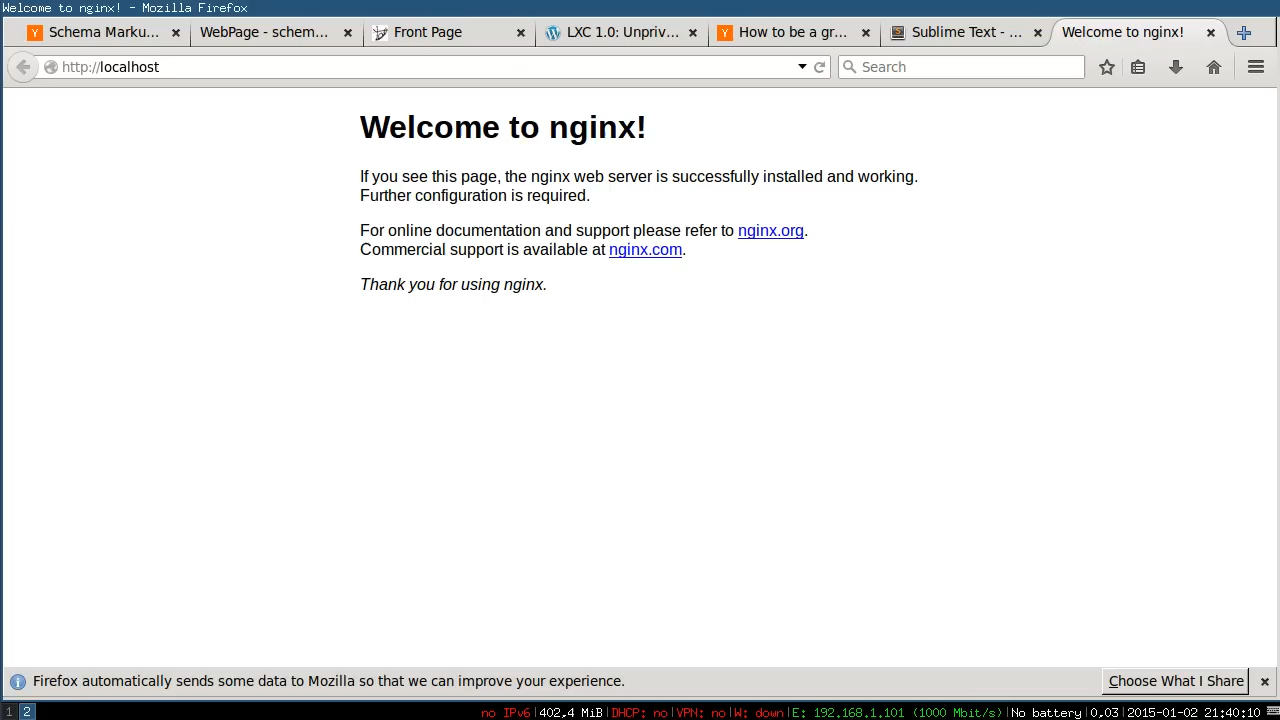 Welcome to nginx! - Mozilla Firefox
Schema Marku... WebPage - schem... Front Page LXC 1.0: Unpriv... How to be a gr... Sublime Text - ... Welcome to nginx!
http://localhost Search
Welcome to nginx!
If you see this page, the nginx web server is successfully installed and working.
Further configuration is required.
For online documentation and support please refer to nginx.org.
Commercial support is available at nginx.com.
Thank you for using nginx.
Firefox automatically sends some data to Mozilla so that we can improve your experience. Choose What I Share
1 2 no IPv6|402.4 MiB|DHCP: no|VPN: no|W: down|E: 192.168.1.101 (1000 Mbit/s)|No battery|0.03|2015-01-02 21:40:10